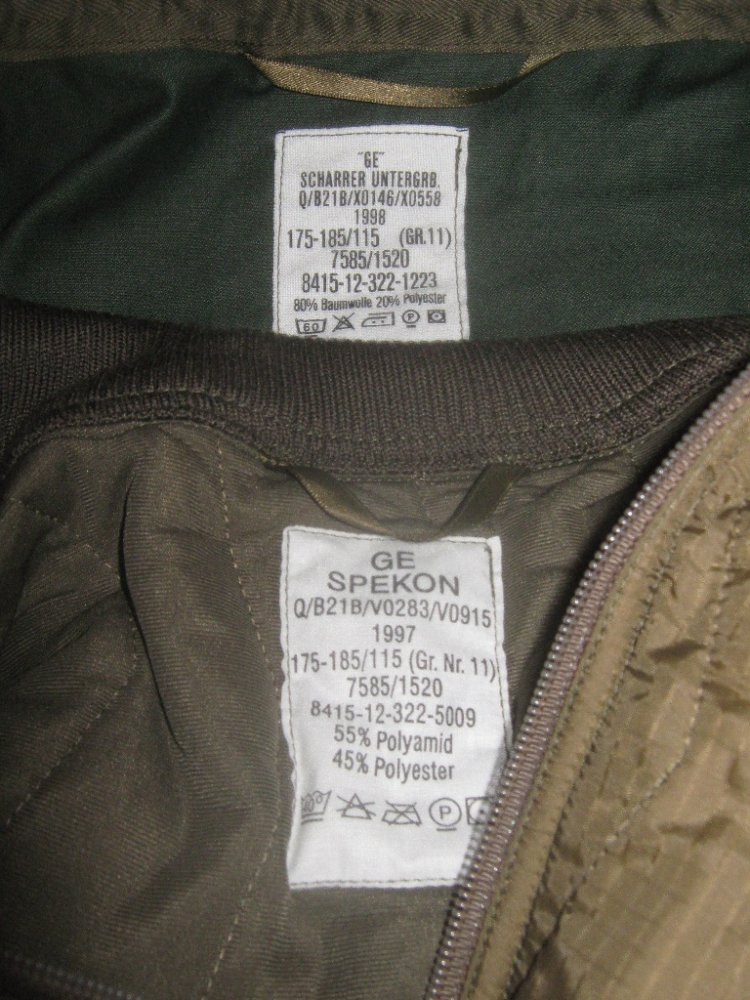 "GE"
SCHARRER UNTERGRB.
Q/B21B/X0146/X0558
1998
175-185/115 (GR.11)
7585/1520
8415-12-322-1223
80% Baumwolle 20% Polyester
60 P
GE
SPEKON
Q/B21B/V0283/V0915
1997
175-185/115 (Gr. Nr. 11)
7585/1520
8415-12-322-5009
55% Polyamid
45% Polyester
P